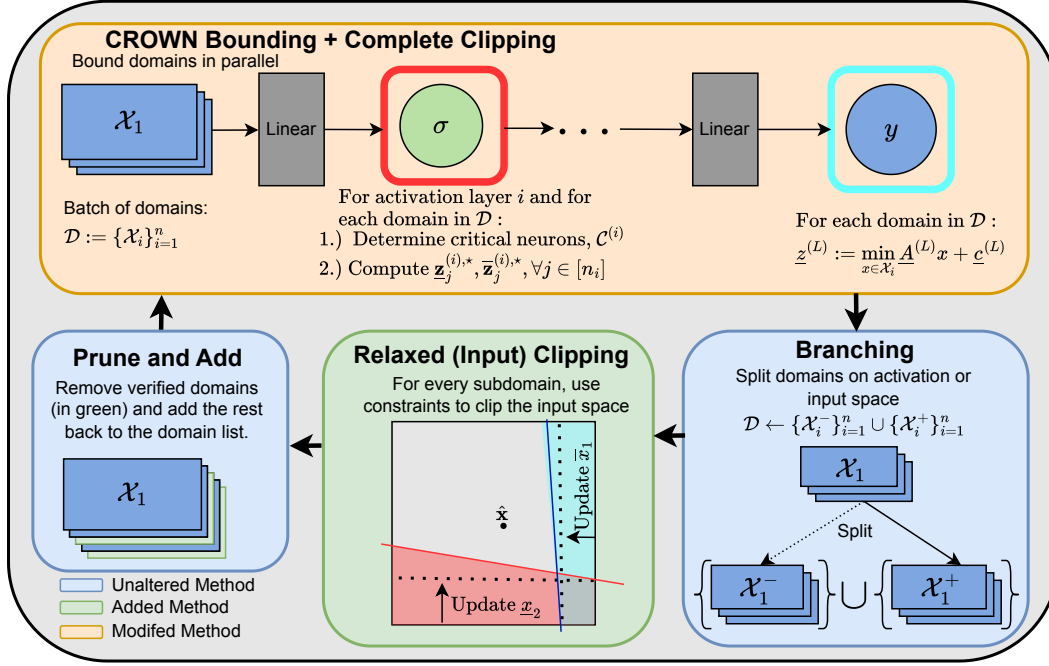 CROWN Bounding + Complete Clipping
Bound domains in parallel
𝒳₁
Linear
σ
. . .
Linear
y
Batch of domains:
𝒟 := {𝒳ᵢ}ⁿᵢ₌₁
For activation layer i and for
each domain in 𝒟 :
1.) Determine critical neurons, 𝒞⁽ⁱ⁾
2.) Compute z̲ⱼ⁽ⁱ⁾,⋆, z̅ⱼ⁽ⁱ⁾,⋆, ∀j ∈ [nᵢ]
For each domain in 𝒟 :
z̲⁽ᴸ⁾ := min_{x∈𝒳ᵢ} A̲⁽ᴸ⁾x + c̲⁽ᴸ⁾
Prune and Add
Remove verified domains
(in green) and add the rest
back to the domain list.
𝒳₁
Relaxed (Input) Clipping
For every subdomain, use
constraints to clip the input space
Update x̅₁
x̂
Update x̲₂
Branching
Split domains on activation or
input space
𝒟 ← {𝒳ᵢ⁻}ⁿᵢ₌₁ ∪ {𝒳ᵢ⁺}ⁿᵢ₌₁
𝒳₁
Split
{𝒳₁⁻} ∪ {𝒳₁⁺}
Unaltered Method
Added Method
Modifed Method